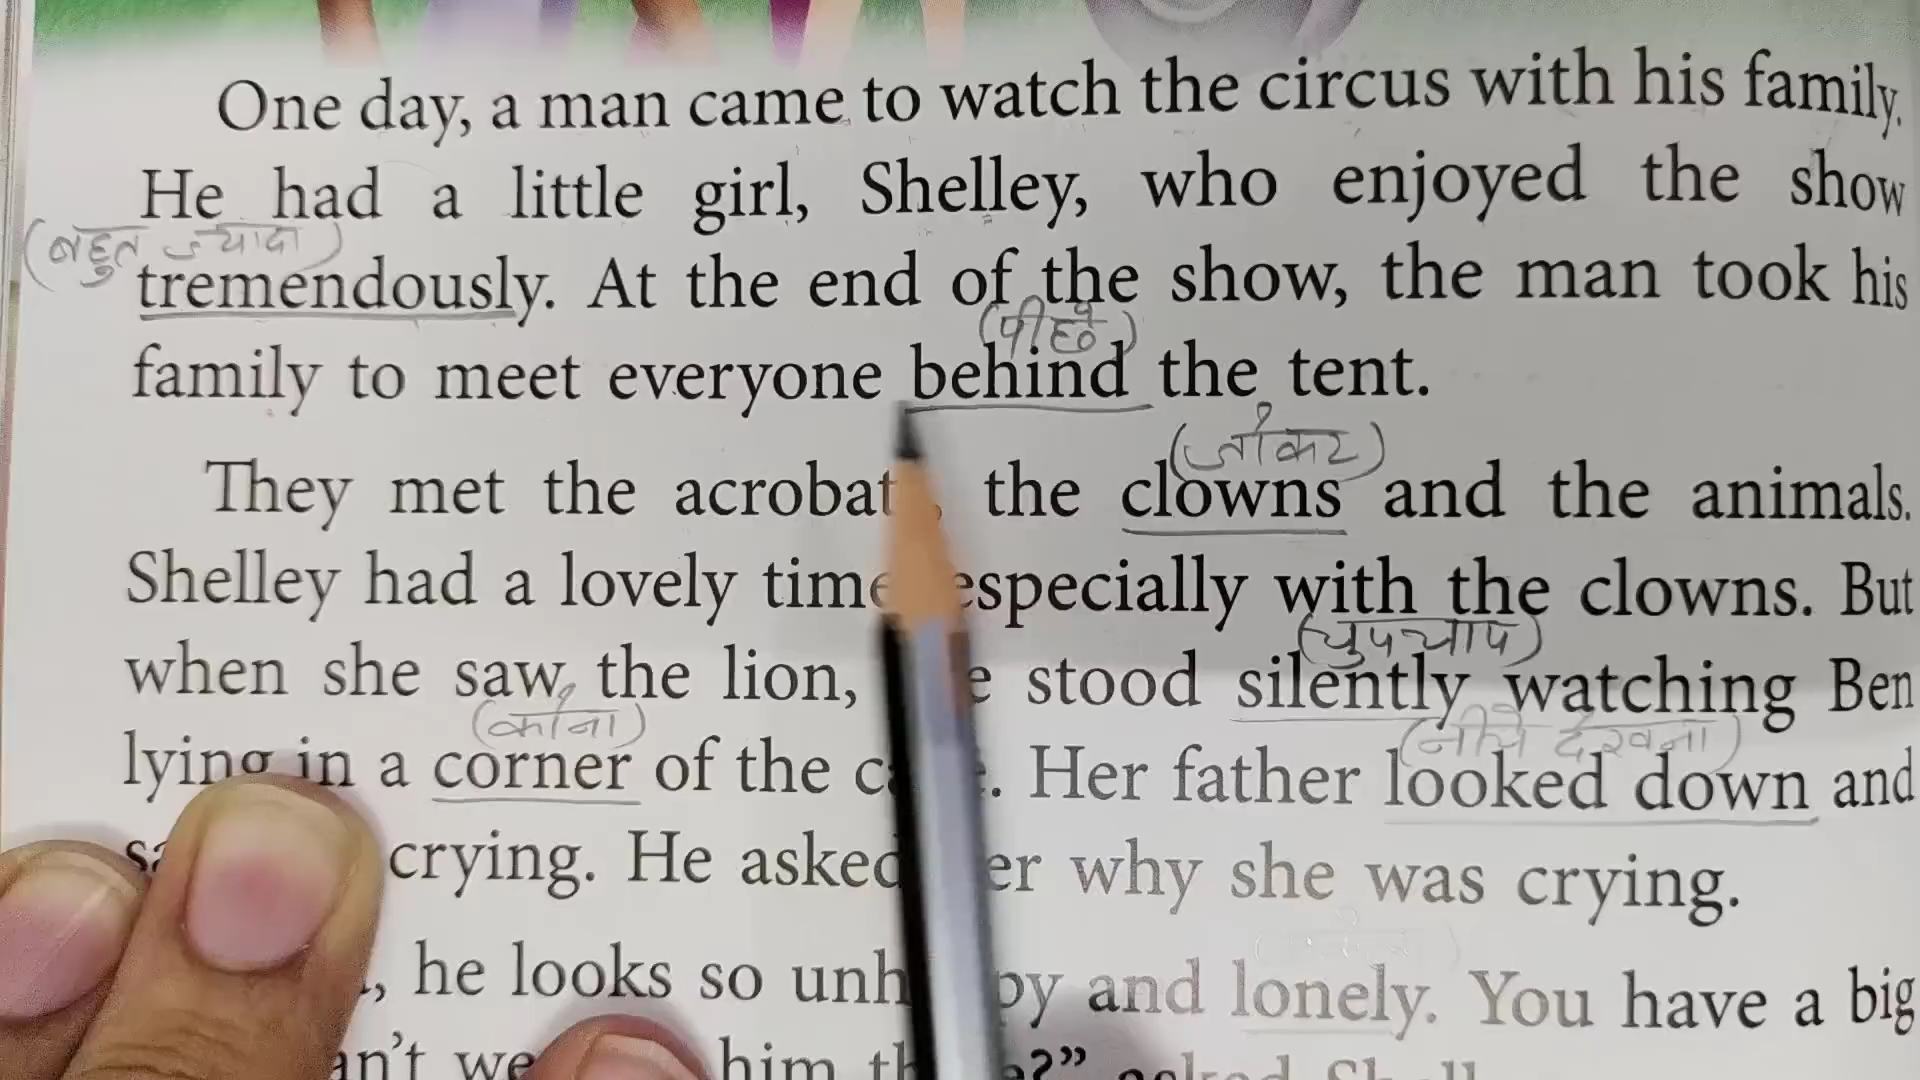 One day, a man came to watch the circus with his family.
He had a little girl, Shelley, who enjoyed the show
(बहुत ज्यादा)
tremendously. At the end of the show, the man took his
(पीछे)
family to meet everyone behind the tent.
(जोंकर)
They met the acrobat the clowns and the animals.
Shelley had a lovely time especially with the clowns. But
(चुपचाप)
when she saw the lion, stood silently watching Ben
(कोना) (नीचे देखना)
lying in a corner of the Her father looked down and
crying. He asked why she was crying.
he looks so and lonely. You have a big
him